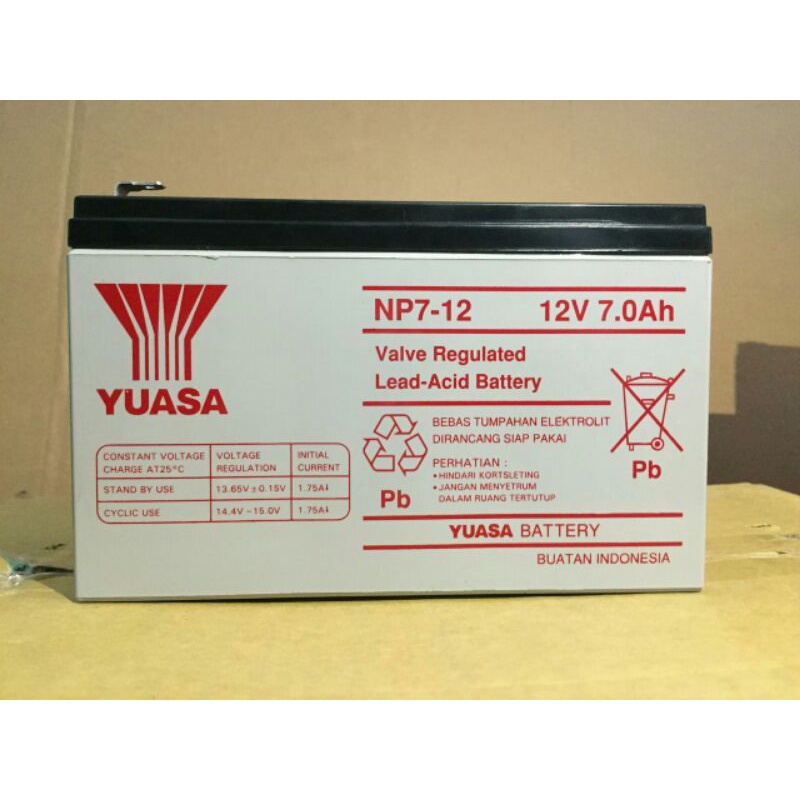 YUASA
NP7-12 12V 7.0Ah
Valve Regulated
Lead-Acid Battery
CONSTANT VOLTAGE CHARGE AT25°C VOLTAGE REGULATION INITIAL CURRENT
STAND BY USE 13.65V±0.15V 1.75A↓
CYCLIC USE 14.4V~15.0V 1.75A↓
BEBAS TUMPAHAN ELEKTROLIT
DIRANCANG SIAP PAKAI
PERHATIAN :
• HINDARI KORTSLETING
• JANGAN MENYETRUM
DALAM RUANG TERTUTUP
Pb
Pb
YUASA BATTERY
BUATAN INDONESIA